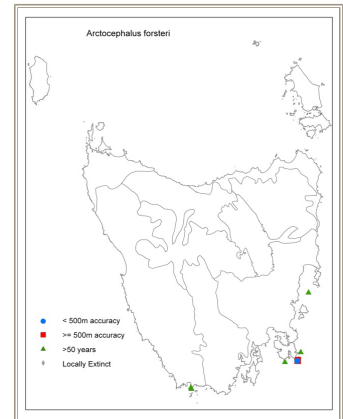 Arctocephalus forsteri
< 500m accuracy
>= 500m accuracy
>50 years
Locally Extinct